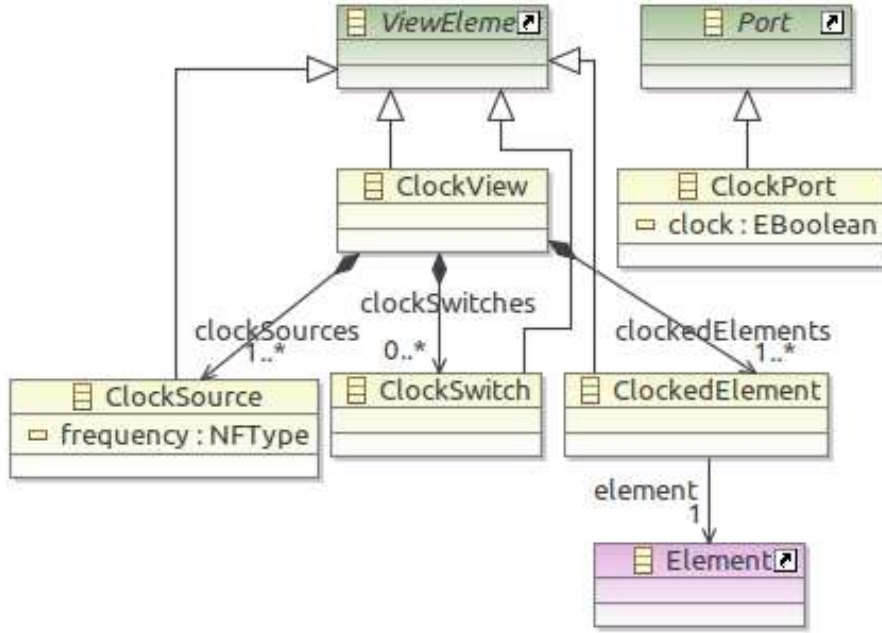 ViewEleme
Port
ClockView
ClockPort
clock : EBoolean
clockSwitches
clockSources
1..*
0..*
clockedElements
1..*
ClockSource
frequency : NFType
ClockSwitch
ClockedElement
element
1
Element